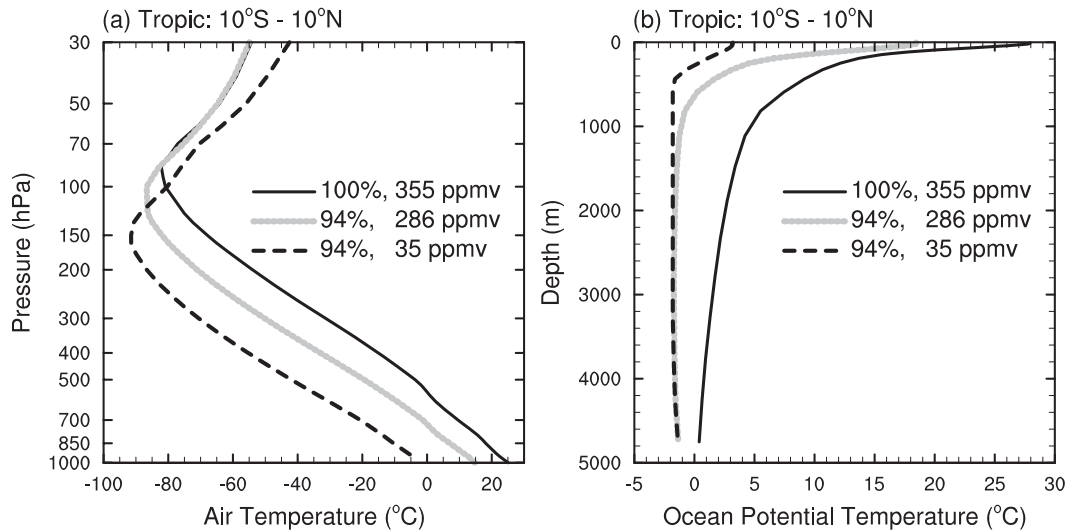 (a) Tropic: 10°S - 10°N
30
50
70
100
150
200
300
400
500
700
850
1000
Pressure (hPa)
100%, 355 ppmv
94%, 286 ppmv
94%, 35 ppmv
-100 -80 -60 -40 -20 0 20
Air Temperature (°C)
(b) Tropic: 10°S - 10°N
0
1000
2000
3000
4000
5000
Depth (m)
100%, 355 ppmv
94%, 286 ppmv
94%, 35 ppmv
-5 0 5 10 15 20 25 30
Ocean Potential Temperature (°C)